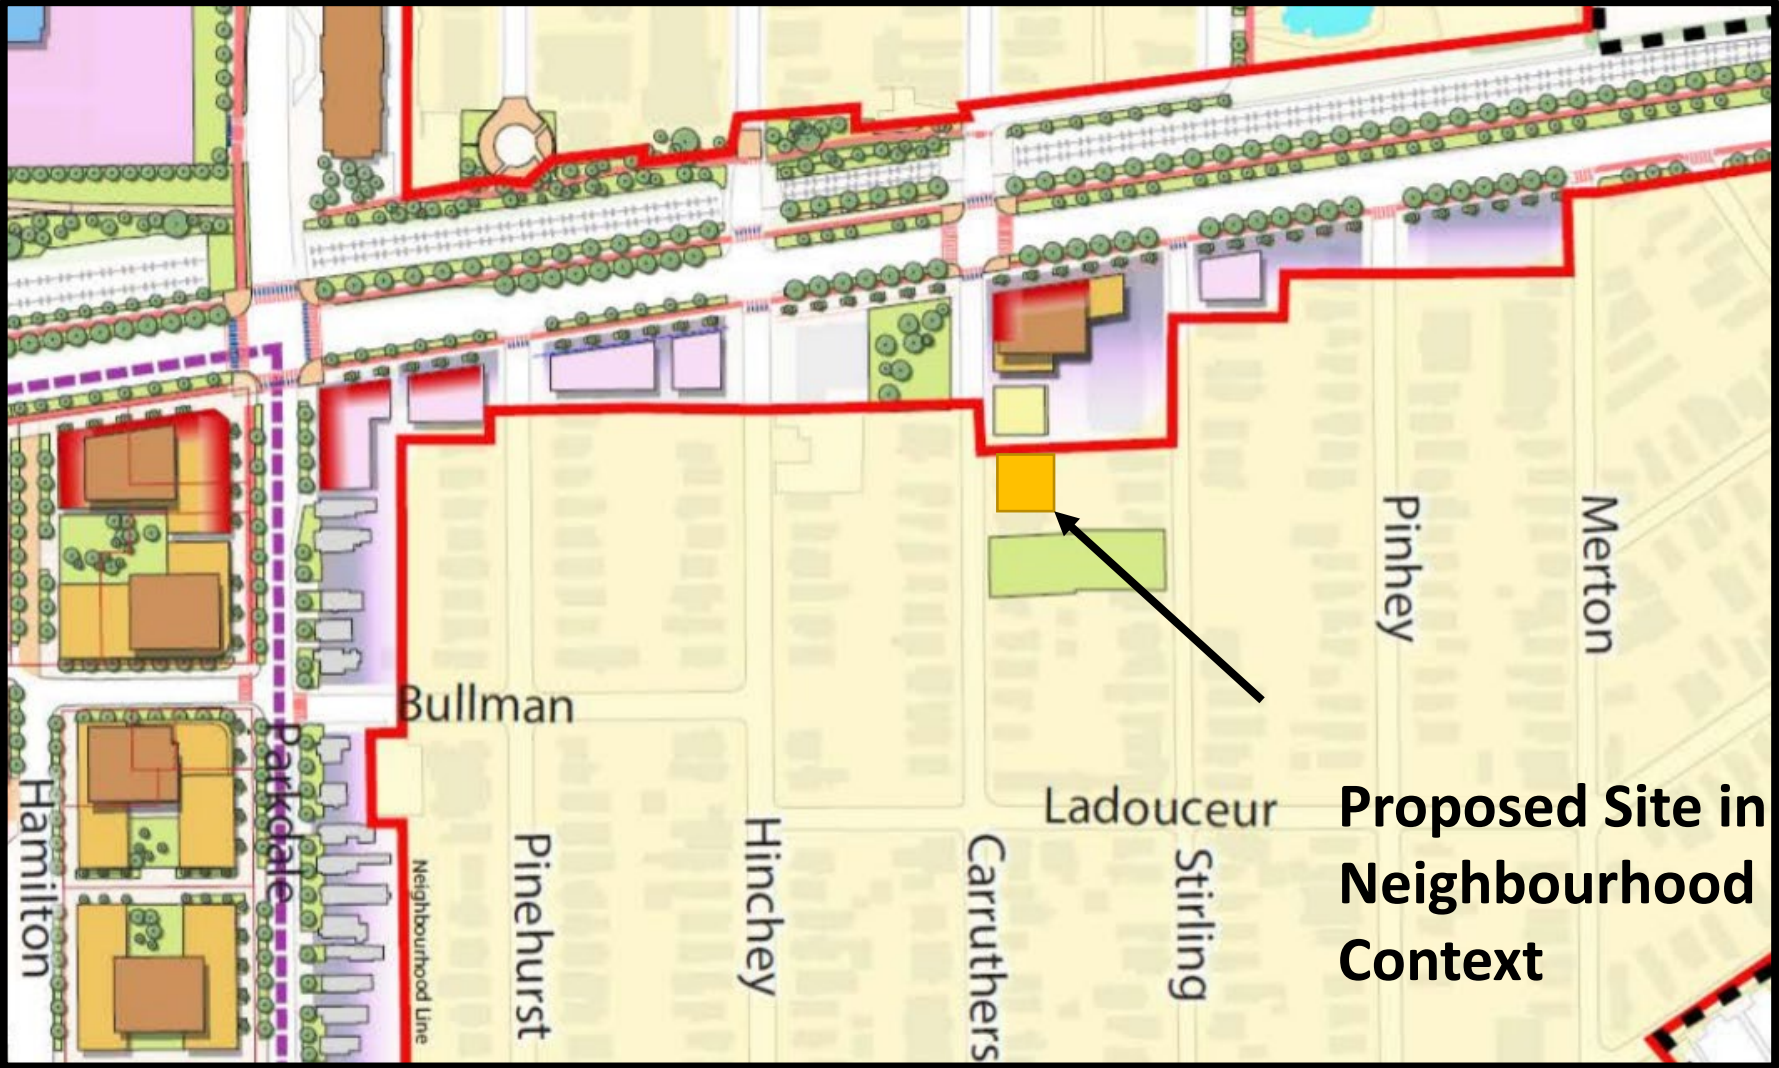 Pinhey
Merton
Bullman
Parkdale
Hamilton
Neighbourhood Line
Pinehurst
Hinchey
Carruthers
Ladouceur
Stirling
Proposed Site in
Neighbourhood
Context